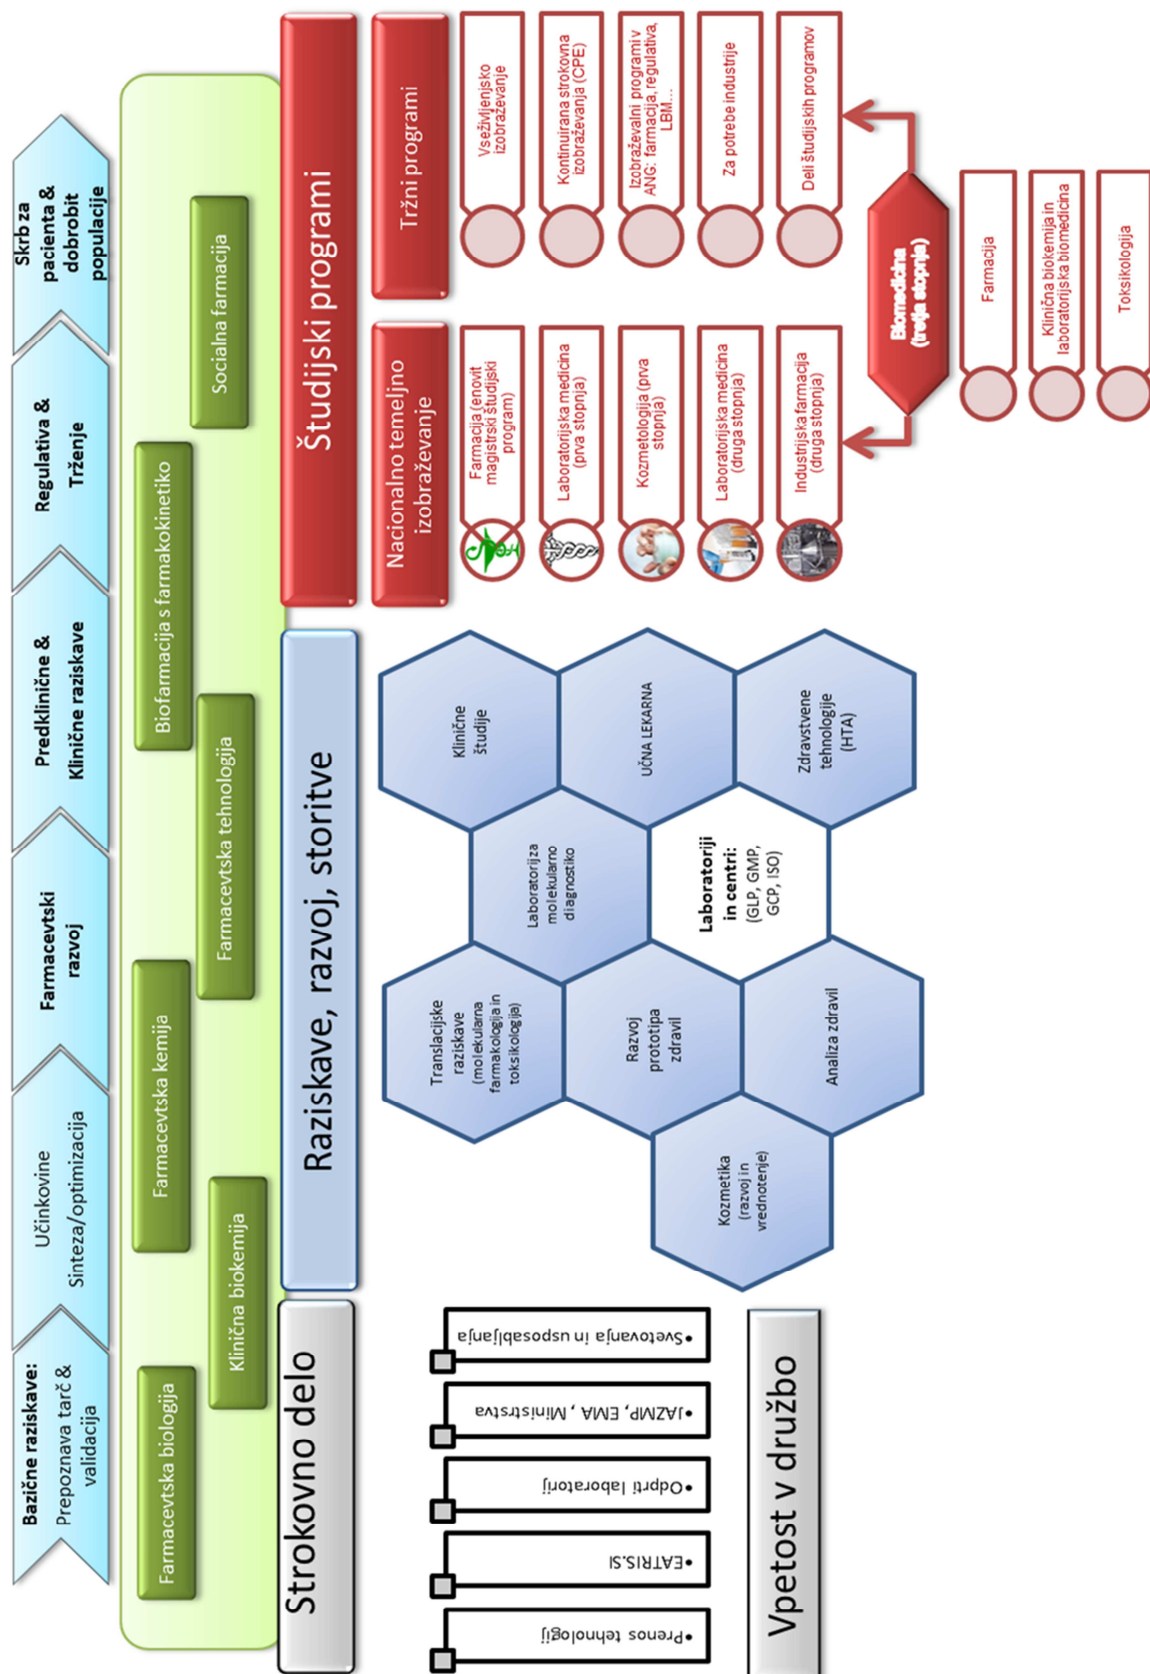 Bazične raziskave:
Prepoznava tarč &
validacija
Učinkovine
Sinteza/optimizacija
Farmacevtski
razvoj
Predklinične &
Klinične raziskave
Regulativa &
Trženje
Skrb za
pacienta &
dobrobit
populacije
Farmacevtska biologija
Klinična biokemija
Farmacevtska kemija
Farmacevtska tehnologija
Biofarmacija s farmakokinetiko
Socialna farmacija
Strokovno delo
Prenos tehnologij
EATRIS.SI
Odprti laboratorij
JAZMP, EMA , Ministrstva
Svetovanja in usposabljanja
Vpetost v družbo
Raziskave, razvoj, storitve
Translacijske
raziskave
(molekularna
farmakologija in
toksikologija)
Laboratorijza
molekularno
diagnostiko
Klinične
študije
Razvoj
prototipa
zdravil
UČNA LEKARNA
Laboratoriji
in centri:
(GLP, GMP,
GCP, ISO)
Kozmetika
(razvoj in
vrednotenje)
Analiza zdravil
Zdravstvene
tehnologije
(HTA)
Študijski programi
Nacionalno temeljno
izobraževanje
Farmacija (enovit
magistrski študijski
program)
Laboratorijska medicina
(prva stopnja)
Kozmetologija (prva
stopnja)
Laboratorijska medicina
(druga stopnja)
Industrijska farmacija
(druga stopnja)
Tržni programi
Vseživljenjsko
izobraževanje
Kontinuirana strokovna
izobraževanja (CPE)
Izobraževalni programi v
ANG: farmacija, regulativa,
LBM...
Za potrebe industrije
Deli študijskih programov
Biomedicina
(tretja stopnja)
Farmacija
Klinična biokemija in
laboratorijska biomedicina
Toksikologija